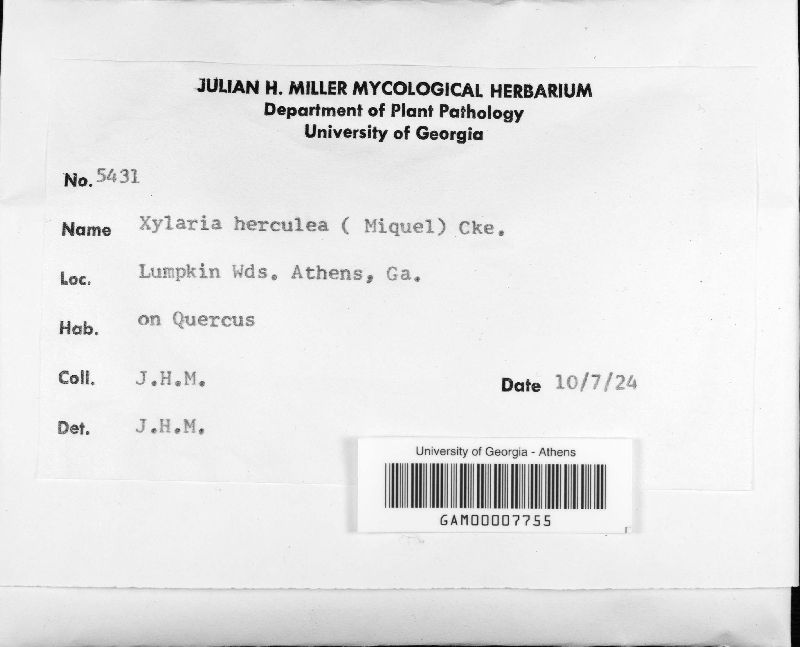 JULIAN H. MILLER MYCOLOGICAL HERBARIUM
Department of Plant Pathology
University of Georgia
No. 5431
Name Xylaria herculea ( Miquel) Cke.
Loc. Lumpkin Wds. Athens, Ga.
Hab. on Quercus
Coll. J.H.M. Date 10/7/24
Det. J.H.M.
University of Georgia - Athens
GAM00007755